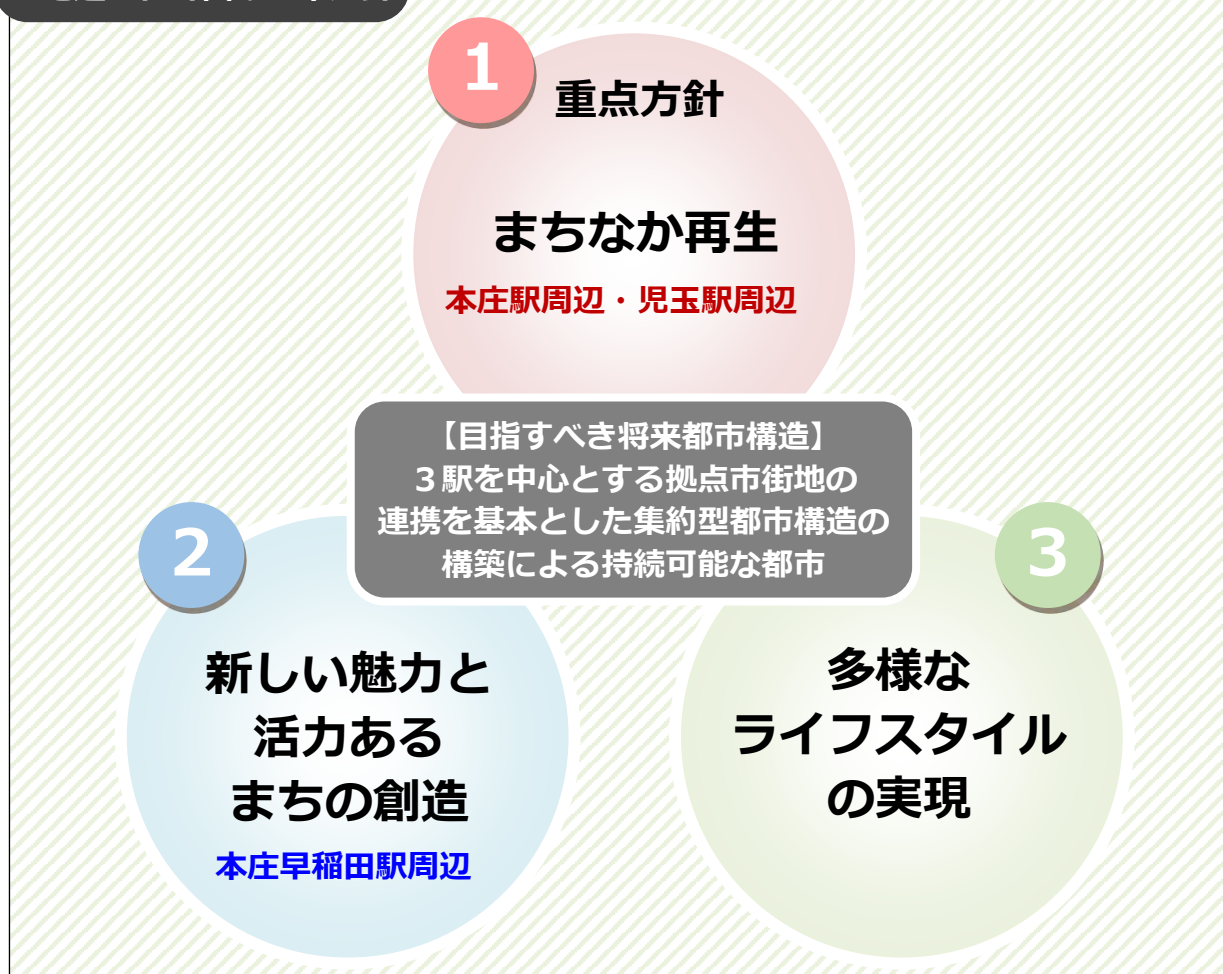 1
重点方針
まちなか再生
本庄駅周辺・児玉駅周辺
【目指すべき将来都市構造】
３駅を中心とする拠点市街地の
連携を基本とした集約型都市構造の
構築による持続可能な都市
2
新しい魅力と
活力ある
まちの創造
本庄早稲田駅周辺
3
多様な
ライフスタイル
の実現